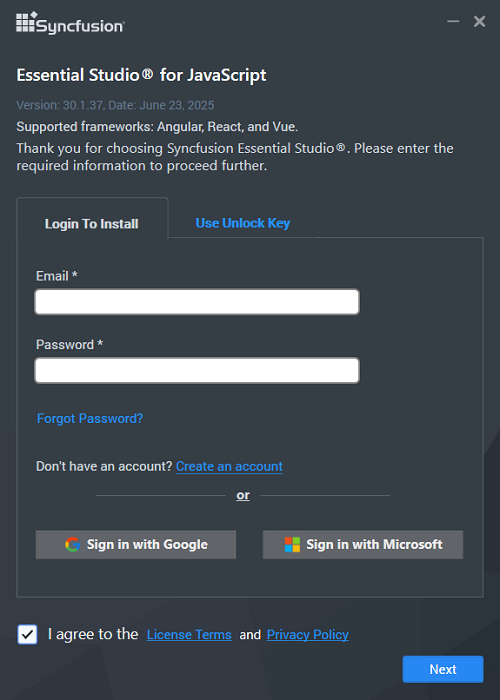 Syncfusion®
Essential Studio® for JavaScript
Version: 30.1.37, Date: June 23, 2025
Supported frameworks: Angular, React, and Vue.
Thank you for choosing Syncfusion Essential Studio®. Please enter the
required information to proceed further.
Login To Install
Use Unlock Key
Email *
Password *
Forgot Password?
Don't have an account? Create an account
or
Sign in with Google
Sign in with Microsoft
I agree to the License Terms and Privacy Policy
Next